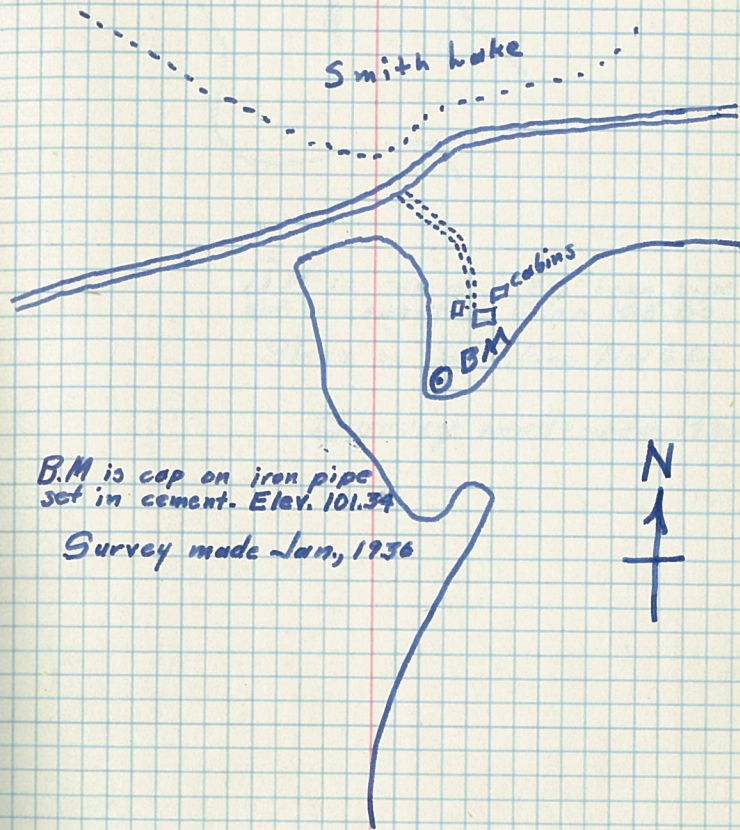 Smith Lake
cabins
BM
B.M is cap on iron pipe
set in cement. Elev. 101.34
N
Survey made Jan., 1936